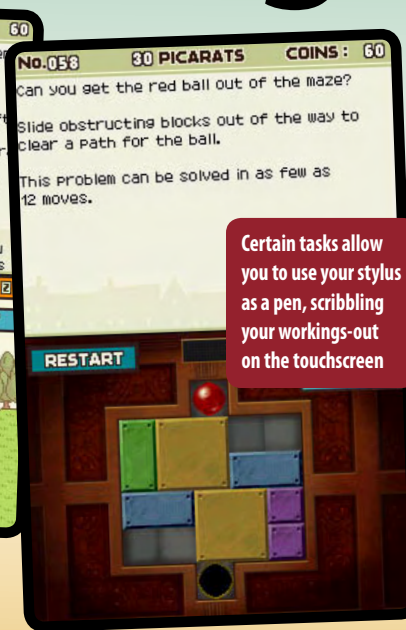 60
No.058 30 PICARATS COINS: 60
Can you get the red ball out of the maze?
Slide obstructing blocks out of the way to
clear a path for the ball.
This problem can be solved in as few as
12 moves.
Certain tasks allow
you to use your stylus
as a pen, scribbling
your workings-out
on the touchscreen
RESTART